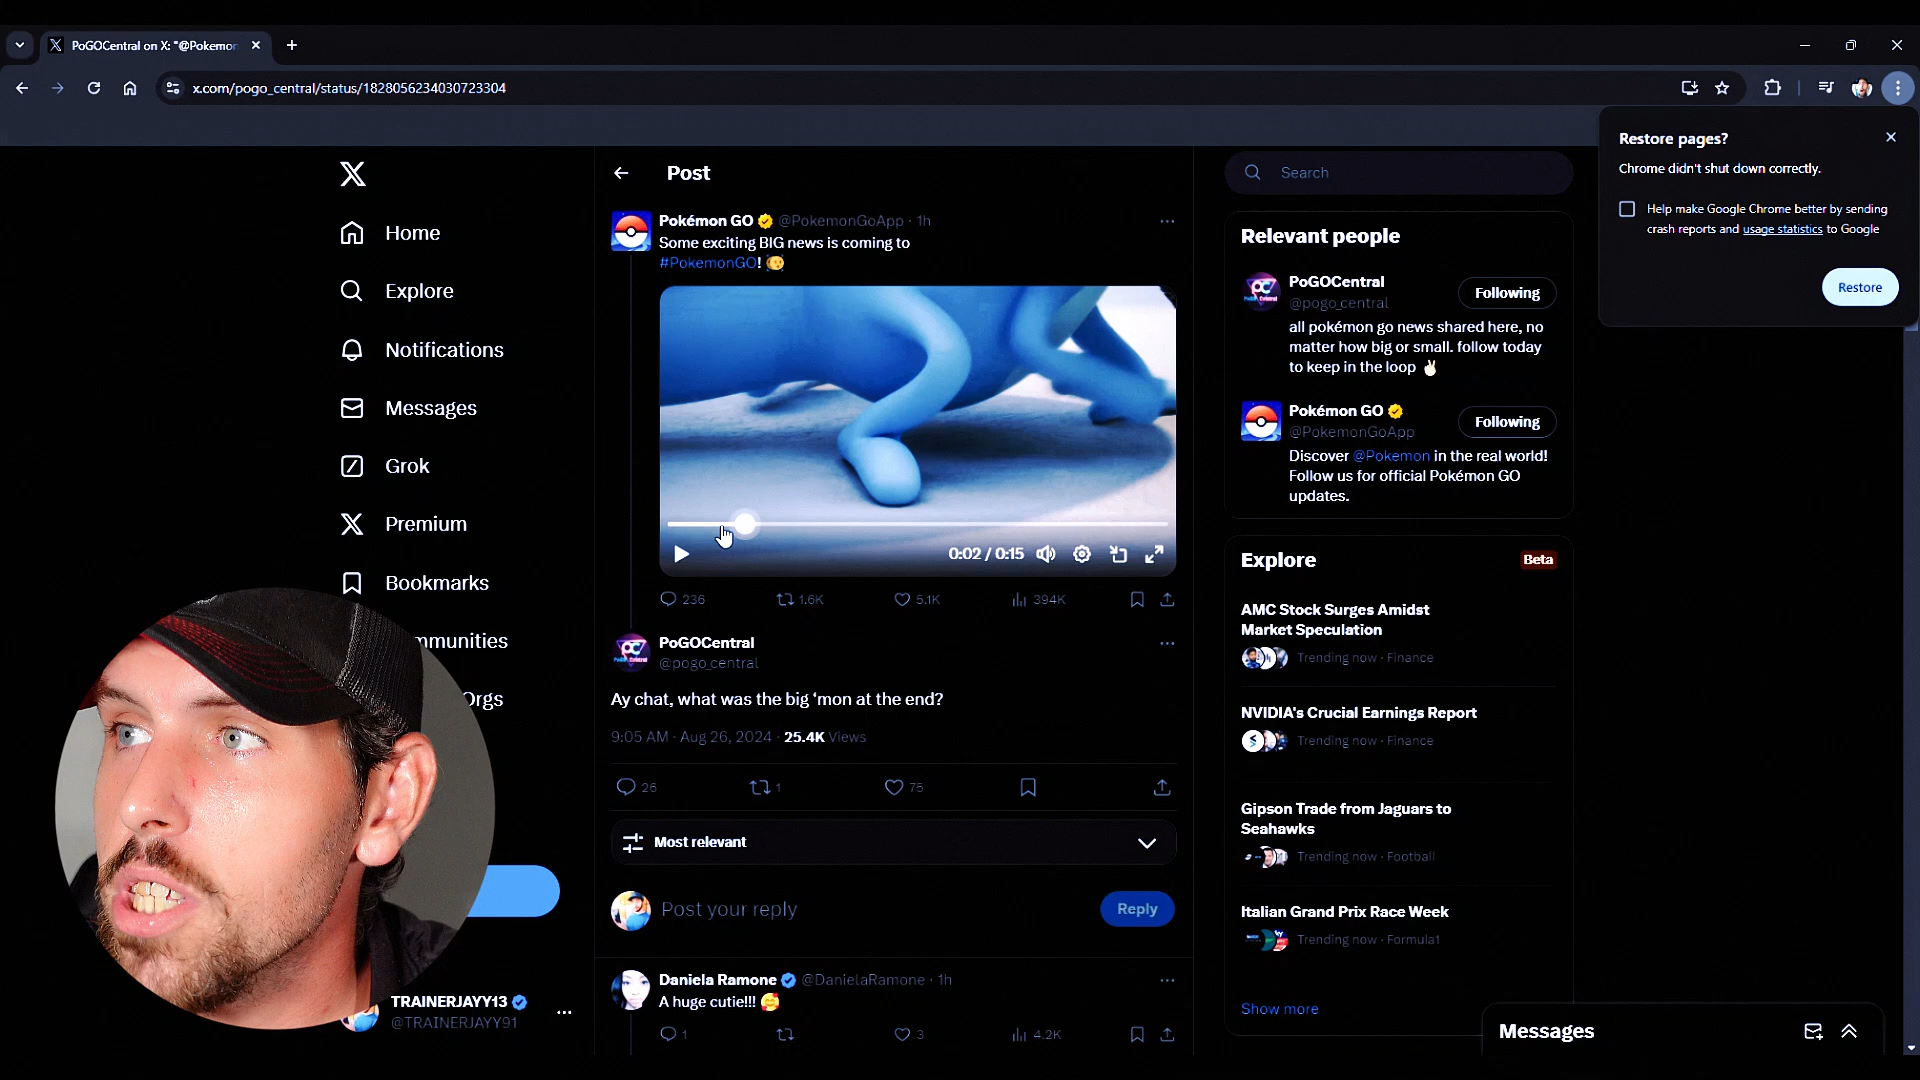 PoGOCentral on X: "@Pokemon
x.com/pogo_central/status/1828056234030723304
Restore pages?
Chrome didn't shut down correctly.
Help make Google Chrome better by sending
crash reports and usage statistics to Google
Restore
Home
Explore
Notifications
Messages
Grok
Premium
Bookmarks
mmunities
Orgs
TRAINERJAYY13
@TRAINERJAYY91
Post
Pokémon GO @PokemonGoApp · 1h
Some exciting BIG news is coming to
#PokemonGO!
0:02 / 0:15
236 1.6K 5.1K 394K
PoGOCentral
@pogo_central
Ay chat, what was the big ‘mon at the end?
9:05 AM · Aug 26, 2024 · 25.4K Views
26 1 75
Most relevant
Post your reply
Reply
Daniela Ramone @DanielaRamone · 1h
A huge cutie!!!
1 3 4.2K
Search
Relevant people
PoGOCentral
@pogo_central
Following
all pokémon go news shared here, no
matter how big or small. follow today
to keep in the loop
Pokémon GO
@PokemonGoApp
Following
Discover @Pokemon in the real world!
Follow us for official Pokémon GO
updates.
Explore
Beta
AMC Stock Surges Amidst
Market Speculation
Trending now · Finance
NVIDIA's Crucial Earnings Report
Trending now · Finance
Gipson Trade from Jaguars to
Seahawks
Trending now · Football
Italian Grand Prix Race Week
Trending now · Formula1
Show more
Messages